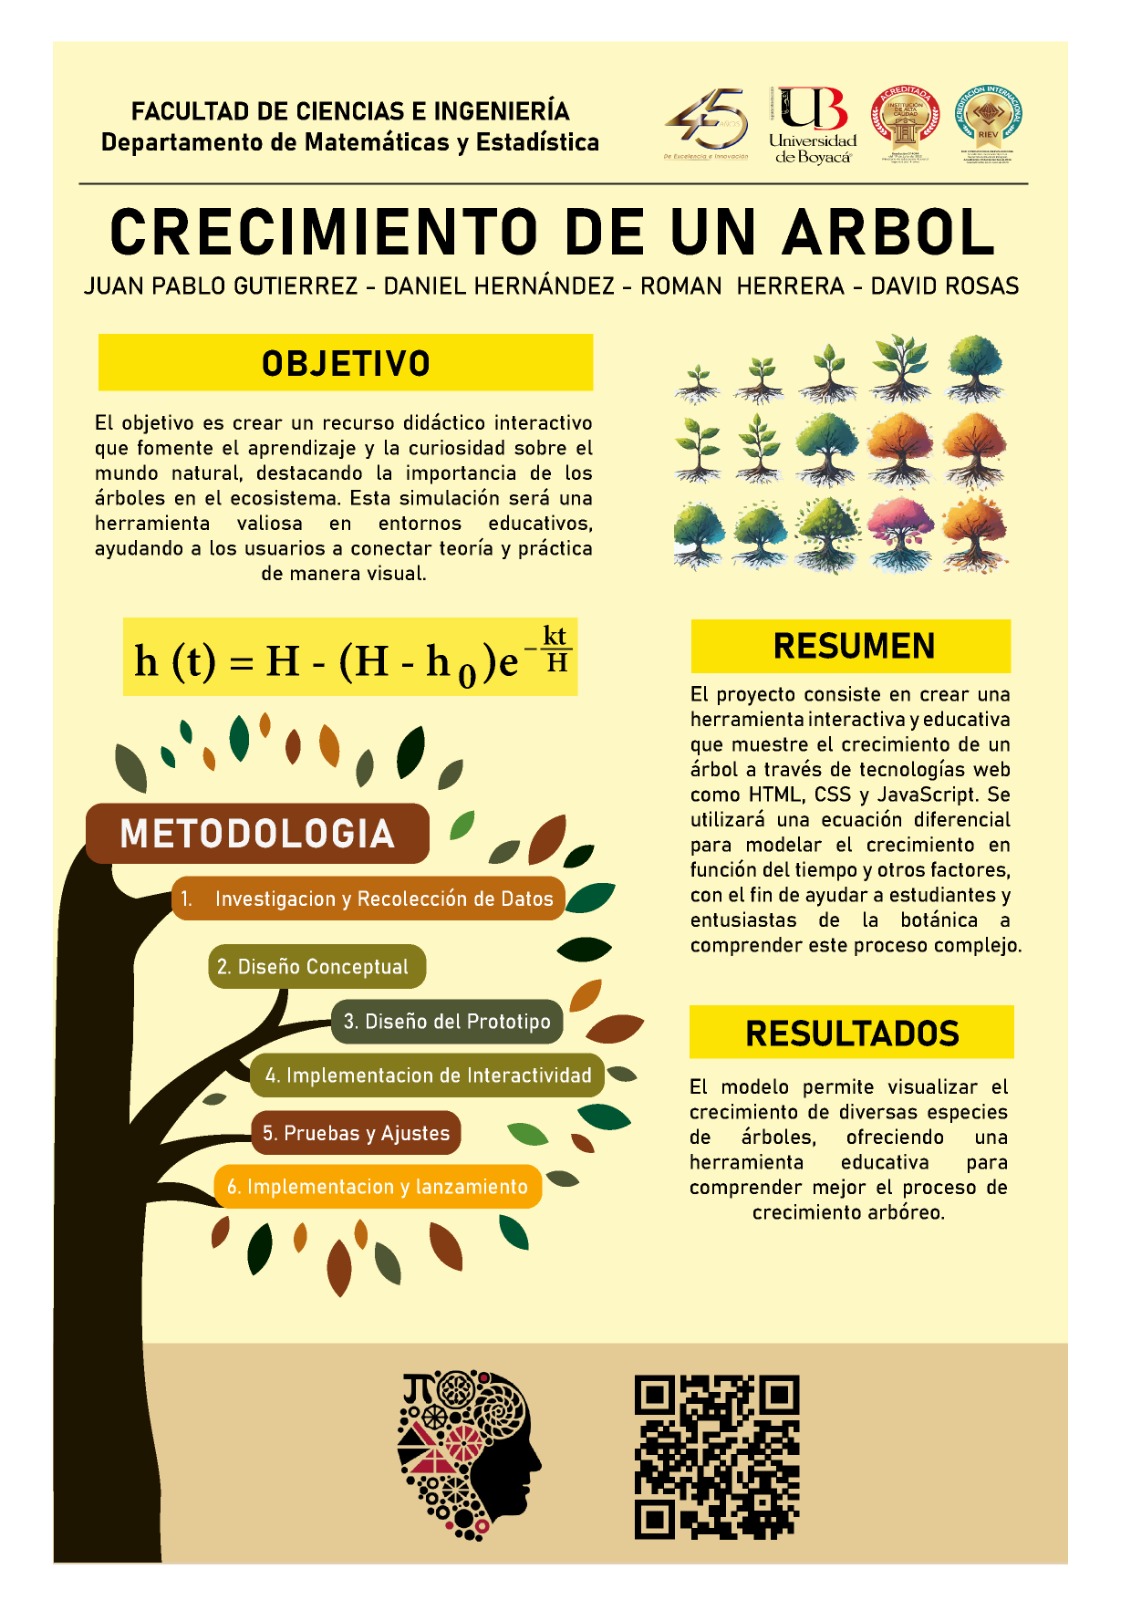 FACULTAD DE CIENCIAS E INGENIERÍA
Departamento de Matemáticas y Estadística
45 AÑOS
De Excelencia e Innovación
UB
Universidad
de Boyacá
ACREDITADA
INSTITUCIÓN
DE ALTA
CALIDAD
ACREDITACIÓN INTERNACIONAL
RIEV
CRECIMIENTO DE UN ARBOL
JUAN PABLO GUTIERREZ - DANIEL HERNÁNDEZ - ROMAN HERRERA - DAVID ROSAS
OBJETIVO
El objetivo es crear un recurso didáctico interactivo
que fomente el aprendizaje y la curiosidad sobre el
mundo natural, destacando la importancia de los
árboles en el ecosistema. Esta simulación será una
herramienta valiosa en entornos educativos,
ayudando a los usuarios a conectar teoría y práctica
de manera visual.
h (t) = H - (H - h₀)e^(-kt/H)
METODOLOGIA
1. Investigacion y Recolección de Datos
2. Diseño Conceptual
3. Diseño del Prototipo
4. Implementacion de Interactividad
5. Pruebas y Ajustes
6. Implementacion y lanzamiento
RESUMEN
El proyecto consiste en crear una
herramienta interactiva y educativa
que muestre el crecimiento de un
árbol a través de tecnologías web
como HTML, CSS y JavaScript. Se
utilizará una ecuación diferencial
para modelar el crecimiento en
función del tiempo y otros factores,
con el fin de ayudar a estudiantes y
entusiastas de la botánica a
comprender este proceso complejo.
RESULTADOS
El modelo permite visualizar el
crecimiento de diversas especies
de árboles, ofreciendo una
herramienta educativa para
comprender mejor el proceso de
crecimiento arbóreo.